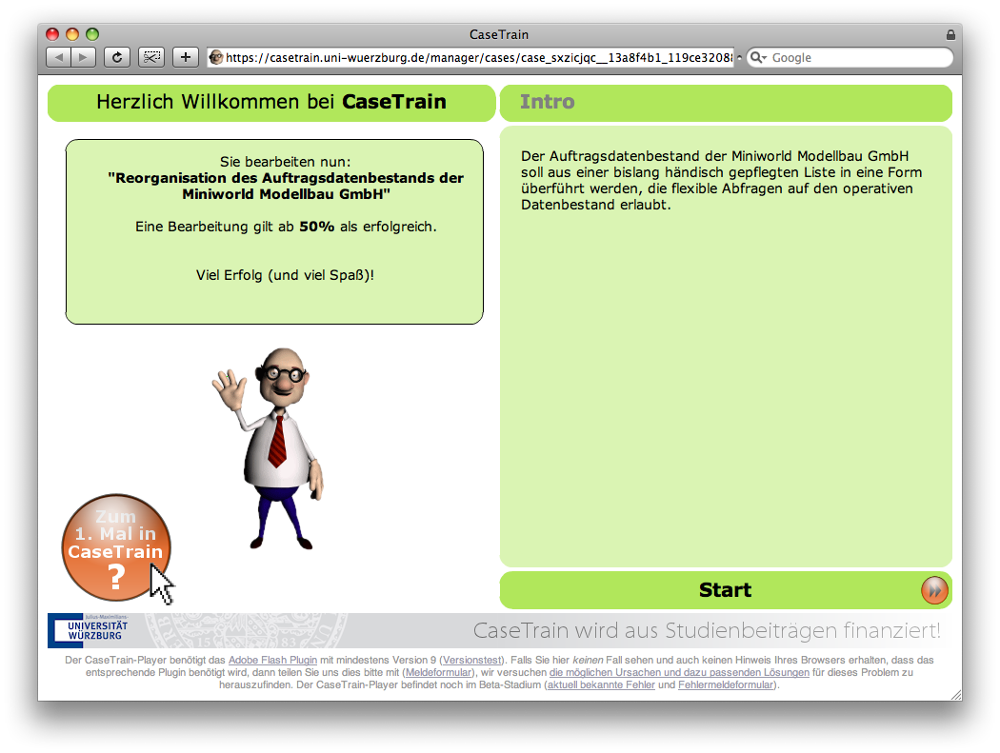 CaseTrain
https://casetrain.uni-wuerzburg.de/manager/cases/case_sxzicjqc__13a8f4b1_119ce3208
Google
Herzlich Willkommen bei CaseTrain
Sie bearbeiten nun:
"Reorganisation des Auftragsdatenbestands der
Miniworld Modellbau GmbH"
Eine Bearbeitung gilt ab 50% als erfolgreich.
Viel Erfolg (und viel Spaß)!
Zum
1. Mal in
CaseTrain
?
Intro
Der Auftragsdatenbestand der Miniworld Modellbau GmbH
soll aus einer bislang händisch gepflegten Liste in eine Form
überführt werden, die flexible Abfragen auf den operativen
Datenbestand erlaubt.
Start
Julius-Maximilians-
UNIVERSITÄT
WÜRZBURG
CaseTrain wird aus Studienbeiträgen finanziert!
Der CaseTrain-Player benötigt das Adobe Flash Plugin mit mindestens Version 9 (Versionstest). Falls Sie hier keinen Fall sehen und auch keinen Hinweis Ihres Browsers erhalten, dass das
entsprechende Plugin benötigt wird, dann teilen Sie uns dies bitte mit (Meldeformular), wir versuchen die möglichen Ursachen und dazu passenden Lösungen für dieses Problem zu
herauszufinden. Der CaseTrain-Player befindet noch im Beta-Stadium (aktuell bekannte Fehler und Fehlermeldeformular).